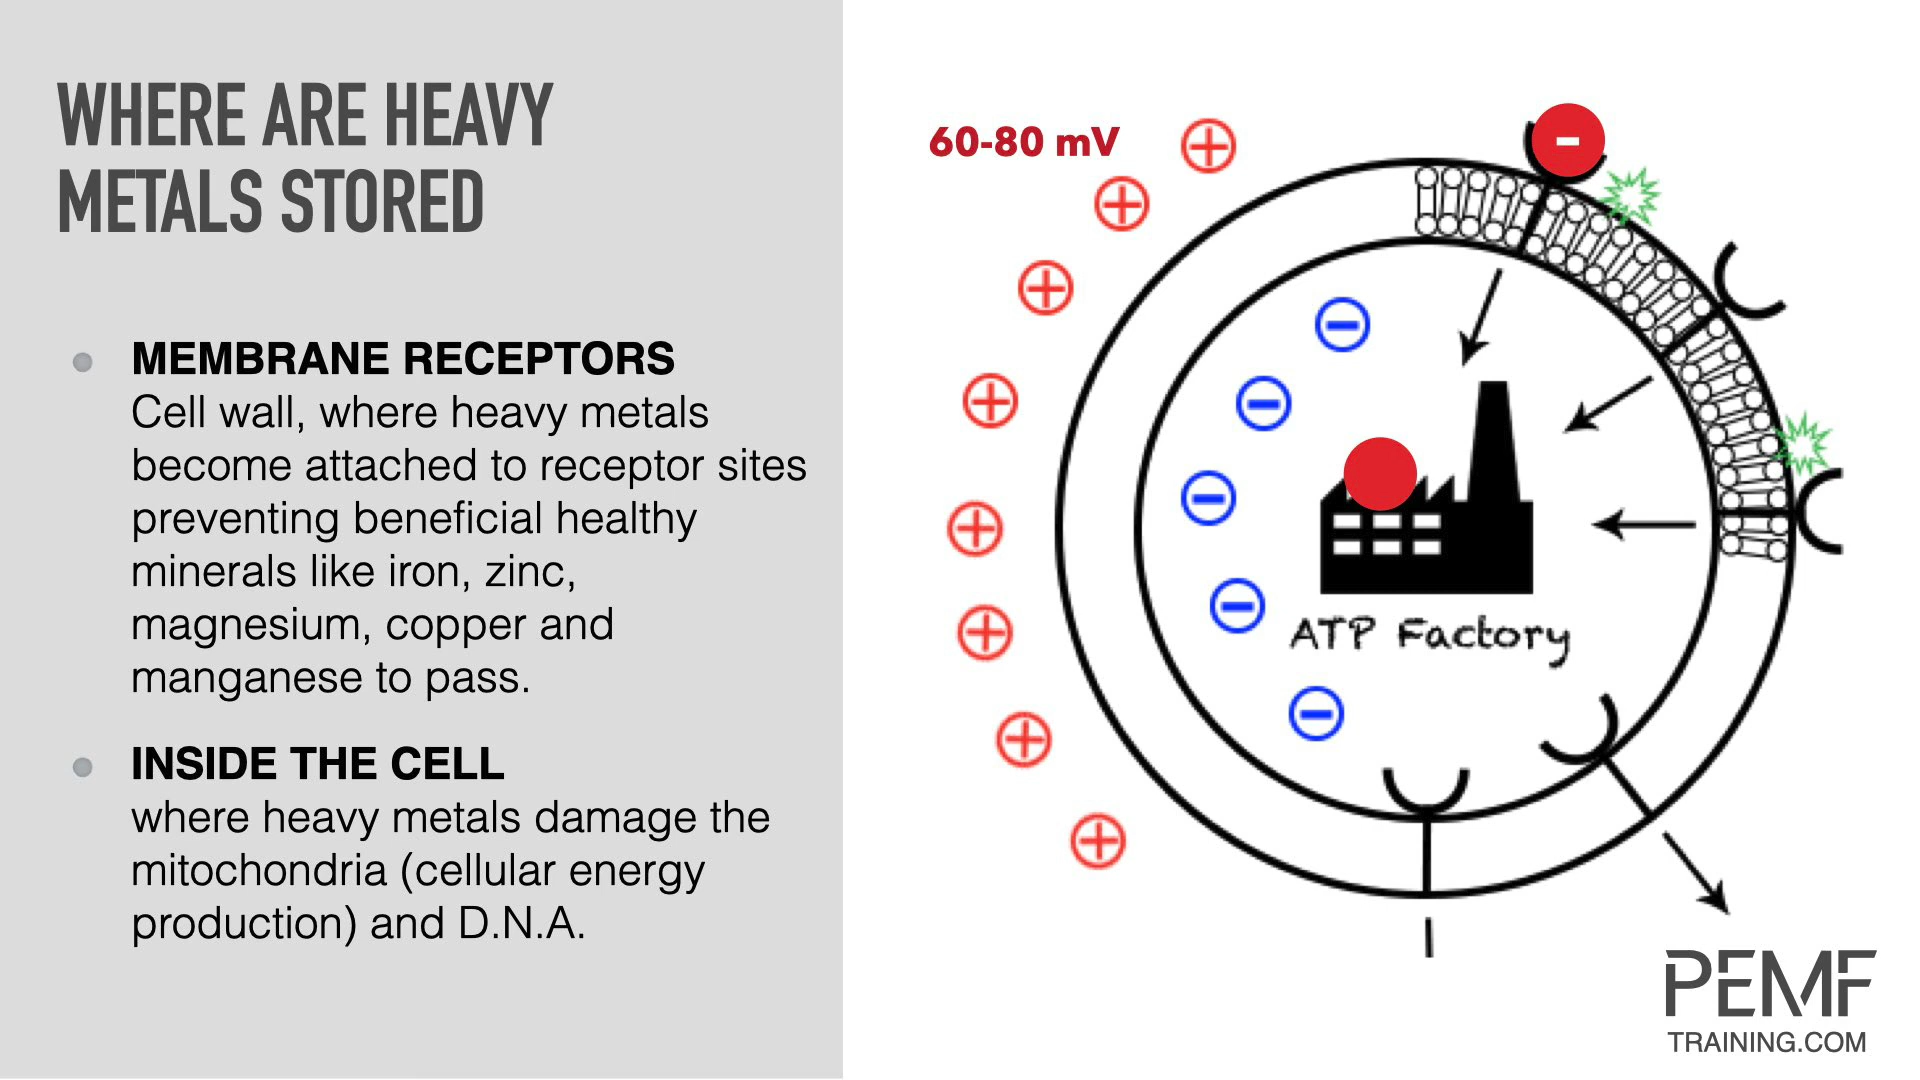 WHERE ARE HEAVY
METALS STORED
MEMBRANE RECEPTORS
Cell wall, where heavy metals
become attached to receptor sites
preventing beneficial healthy
minerals like iron, zinc,
magnesium, copper and
manganese to pass.
INSIDE THE CELL
where heavy metals damage the
mitochondria (cellular energy
production) and D.N.A.
60-80 mV
ATP Factory
PEMF
TRAINING.COM